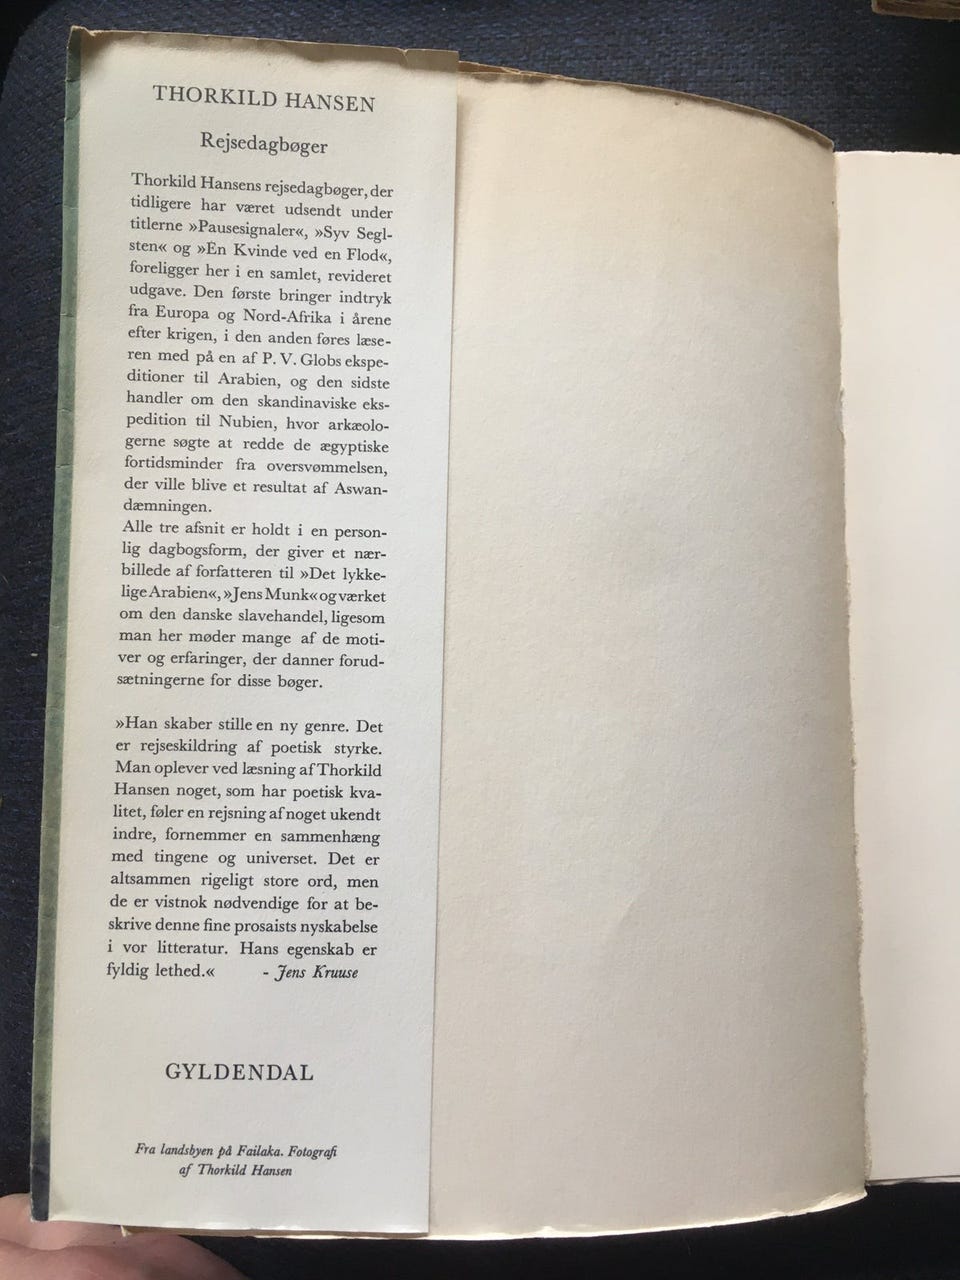 THORKILD HANSEN
Rejsedagbøger
Thorkild Hansens rejsedagbøger, der
tidligere har været udsendt under
titlerne »Pausesignaler«, »Syv Segl-
sten« og »En Kvinde ved en Flod«,
foreligger her i en samlet, revideret
udgave. Den første bringer indtryk
fra Europa og Nord-Afrika i årene
efter krigen, i den anden føres læse-
ren med på en af P. V. Globs ekspe-
ditioner til Arabien, og den sidste
handler om den skandinaviske eks-
pedition til Nubien, hvor arkæolo-
gerne søgte at redde de ægyptiske
fortidsminder fra oversvømmelsen,
der ville blive et resultat af Aswan-
dæmningen.
Alle tre afsnit er holdt i en person-
lig dagbogsform, der giver et nær-
billede af forfatteren til »Det lykke-
lige Arabien«, »Jens Munk« og værket
om den danske slavehandel, ligesom
man her møder mange af de moti-
ver og erfaringer, der danner forud-
sætningerne for disse bøger.
»Han skaber stille en ny genre. Det
er rejseskildring af poetisk styrke.
Man oplever ved læsning af Thorkild
Hansen noget, som har poetisk kva-
litet, føler en rejsning af noget ukendt
indre, fornemmer en sammenhæng
med tingene og universet. Det er
altsammen rigeligt store ord, men
de er vistnok nødvendige for at be-
skrive denne fine prosaists nyskabelse
i vor litteratur. Hans egenskab er
fyldig lethed.« - Jens Kruuse
GYLDENDAL
Fra landsbyen på Failaka. Fotografi
af Thorkild Hansen